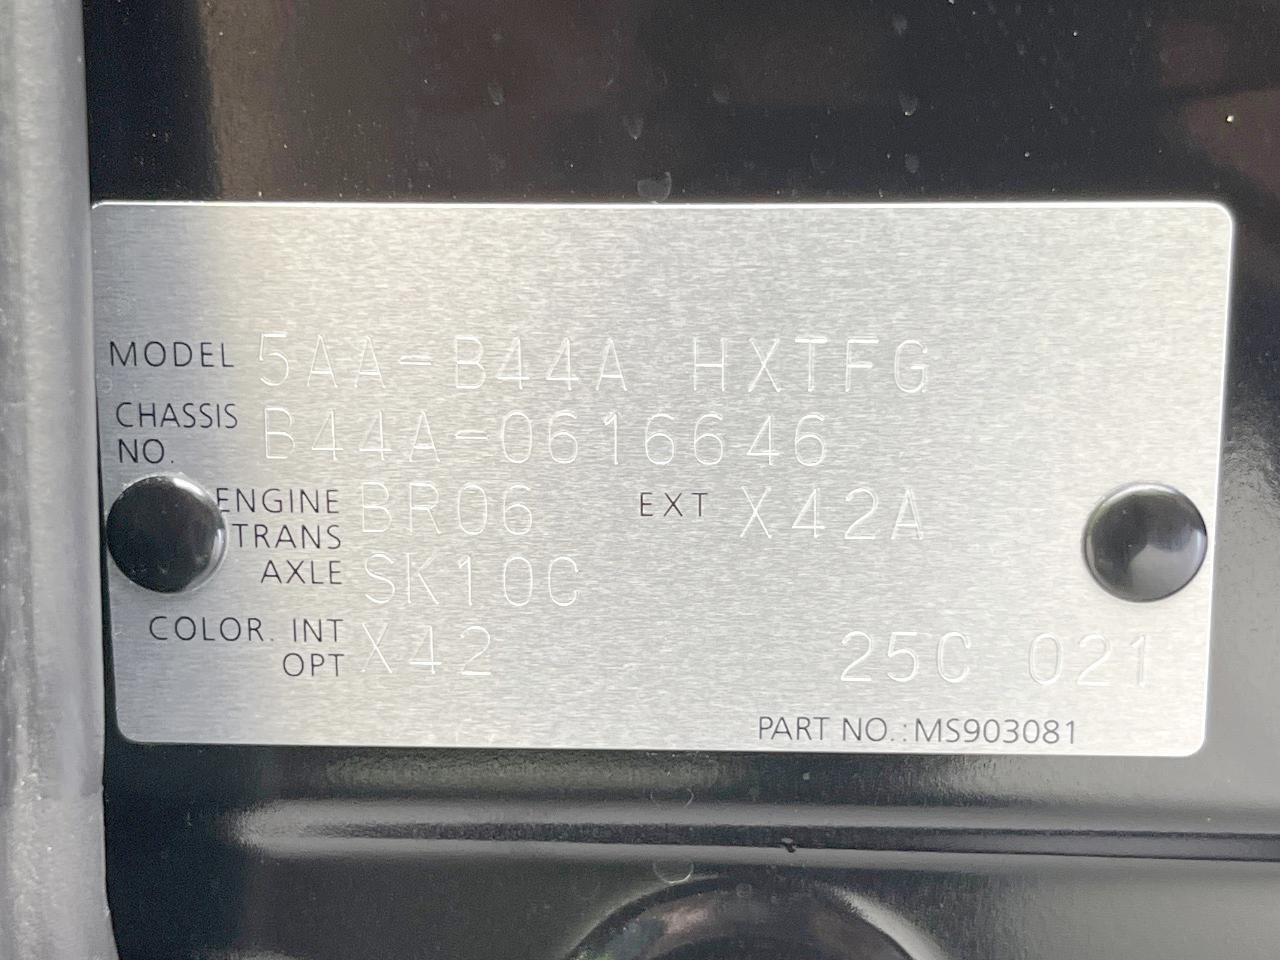 MODEL 5AA-B44A HXTFG
CHASSIS NO. B44A-0616646
ENGINE BR06 EXT X42A
TRANS
AXLE SK10C
COLOR. INT
OPT X42 25C 021
PART NO.:MS903081